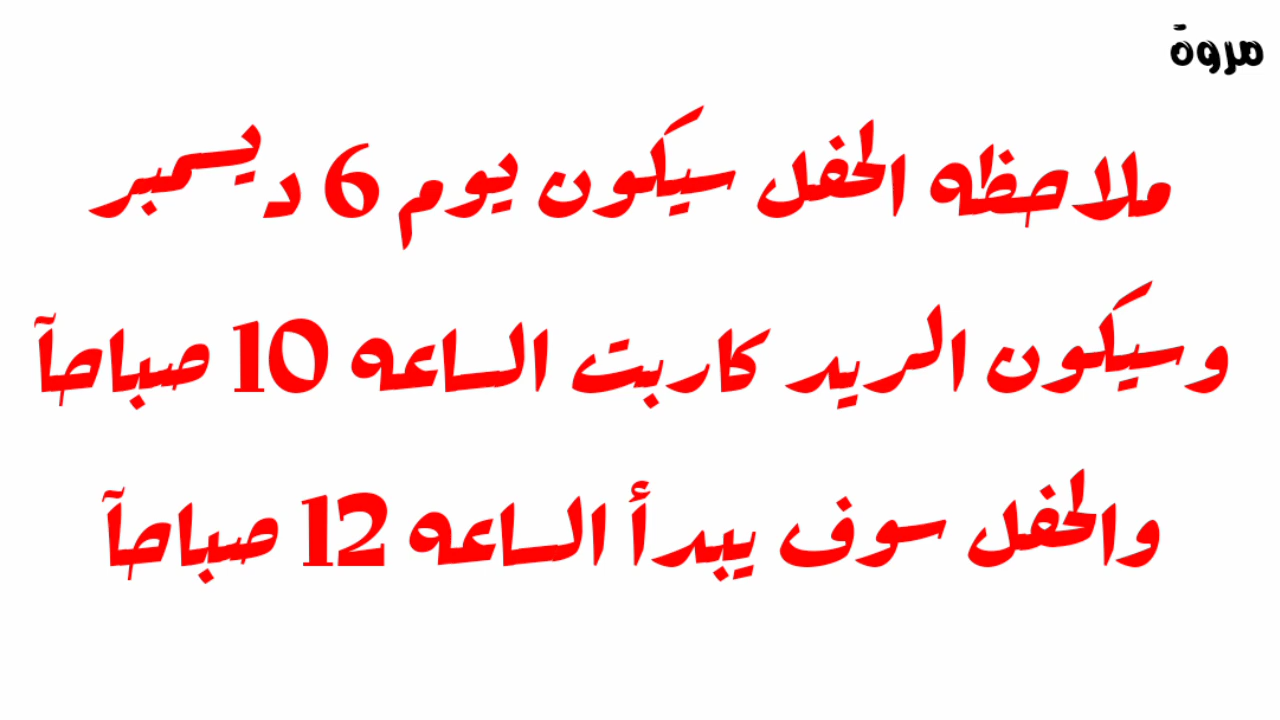 مروة
ملاحظه الحفل سيكون يوم 6 ديسمبر
وسيكون الريد كاربت الساعه 10 صباحآ
والحفل سوف يبدأ الساعه 12 صباحآ